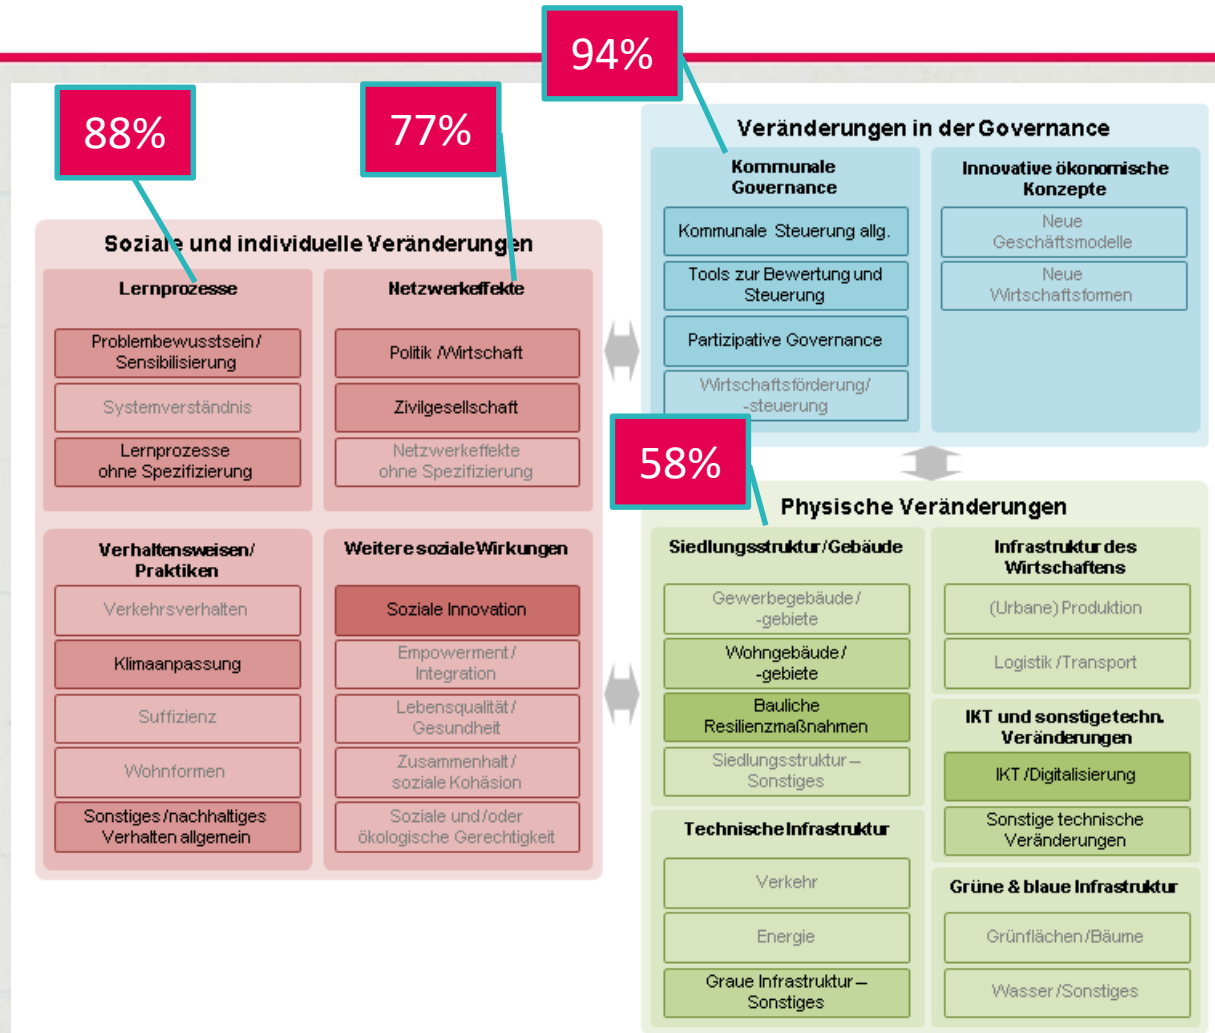 94%
88%
77%
Veränderungen in der Governance
Kommunale
Governance
Kommunale Steuerung allg.
Tools zur Bewertung und
Steuerung
Partizipative Governance
Wirtschaftsförderung/
-steuerung
Innovative ökonomische
Konzepte
Neue
Geschäftsmodelle
Neue
Wirtschaftsformen
Soziale und individuelle Veränderungen
Lernprozesse
Problembewusstsein/
Sensibilisierung
Systemverständnis
Lernprozesse
ohne Spezifizierung
Netzwerkeffekte
Politik /Wirtschaft
Zivilgesellschaft
Netzwerkeffekte
ohne Spezifizierung
Verhaltensweisen/
Praktiken
Verkehrsverhalten
Klimaanpassung
Suffizienz
Wohnformen
Sonstiges/nachhaltiges
Verhalten allgemein
Weitere soziale Wirkungen
Soziale Innovation
Empowerment/
Integration
Lebensqualität/
Gesundheit
Zusammenhalt/
soziale Kohäsion
Soziale und/oder
ökologische Gerechtigkeit
58%
Physische Veränderungen
Siedlungsstruktur/Gebäude
Gewerbegebäude/
-gebiete
Wohngebäude/
-gebiete
Bauliche
Resilienzmaßnahmen
Siedlungsstruktur –
Sonstiges
Technische Infrastruktur
Verkehr
Energie
Graue Infrastruktur –
Sonstiges
Infrastruktur des
Wirtschaftens
(Urbane) Produktion
Logistik /Transport
IKT und sonstige techn.
Veränderungen
IKT /Digitalisierung
Sonstige technische
Veränderungen
Grüne & blaue Infrastruktur
Grünflächen/Bäume
Wasser/Sonstiges